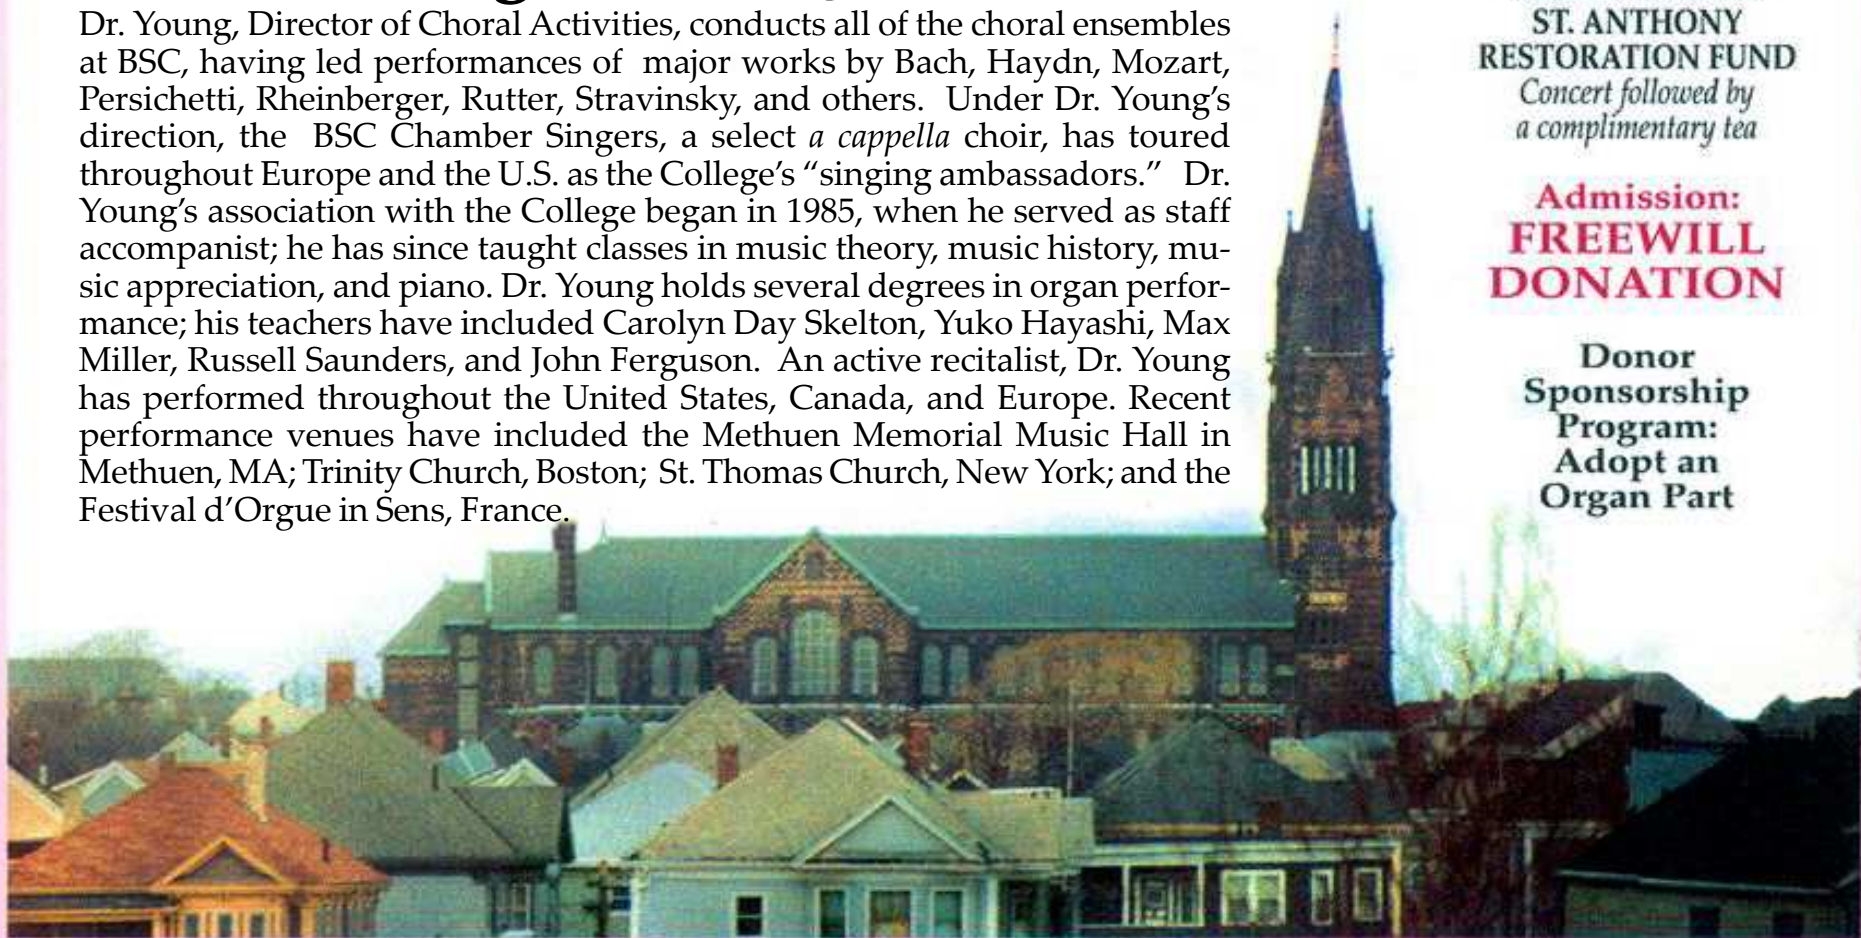 Dr. Young, Director of Choral Activities, conducts all of the choral ensembles
at BSC, having led performances of major works by Bach, Haydn, Mozart,
Persichetti, Rheinberger, Rutter, Stravinsky, and others. Under Dr. Young’s
direction, the BSC Chamber Singers, a select a cappella choir, has toured
throughout Europe and the U.S. as the College’s “singing ambassadors.” Dr.
Young’s association with the College began in 1985, when he served as staff
accompanist; he has since taught classes in music theory, music history, mu-
sic appreciation, and piano. Dr. Young holds several degrees in organ perfor-
mance; his teachers have included Carolyn Day Skelton, Yuko Hayashi, Max
Miller, Russell Saunders, and John Ferguson. An active recitalist, Dr. Young
has performed throughout the United States, Canada, and Europe. Recent
performance venues have included the Methuen Memorial Music Hall in
Methuen, MA; Trinity Church, Boston; St. Thomas Church, New York; and the
Festival d’Orgue in Sens, France.
ST. ANTHONY
RESTORATION FUND
Concert followed by
a complimentary tea
Admission:
FREEWILL
DONATION
Donor
Sponsorship
Program:
Adopt an
Organ Part